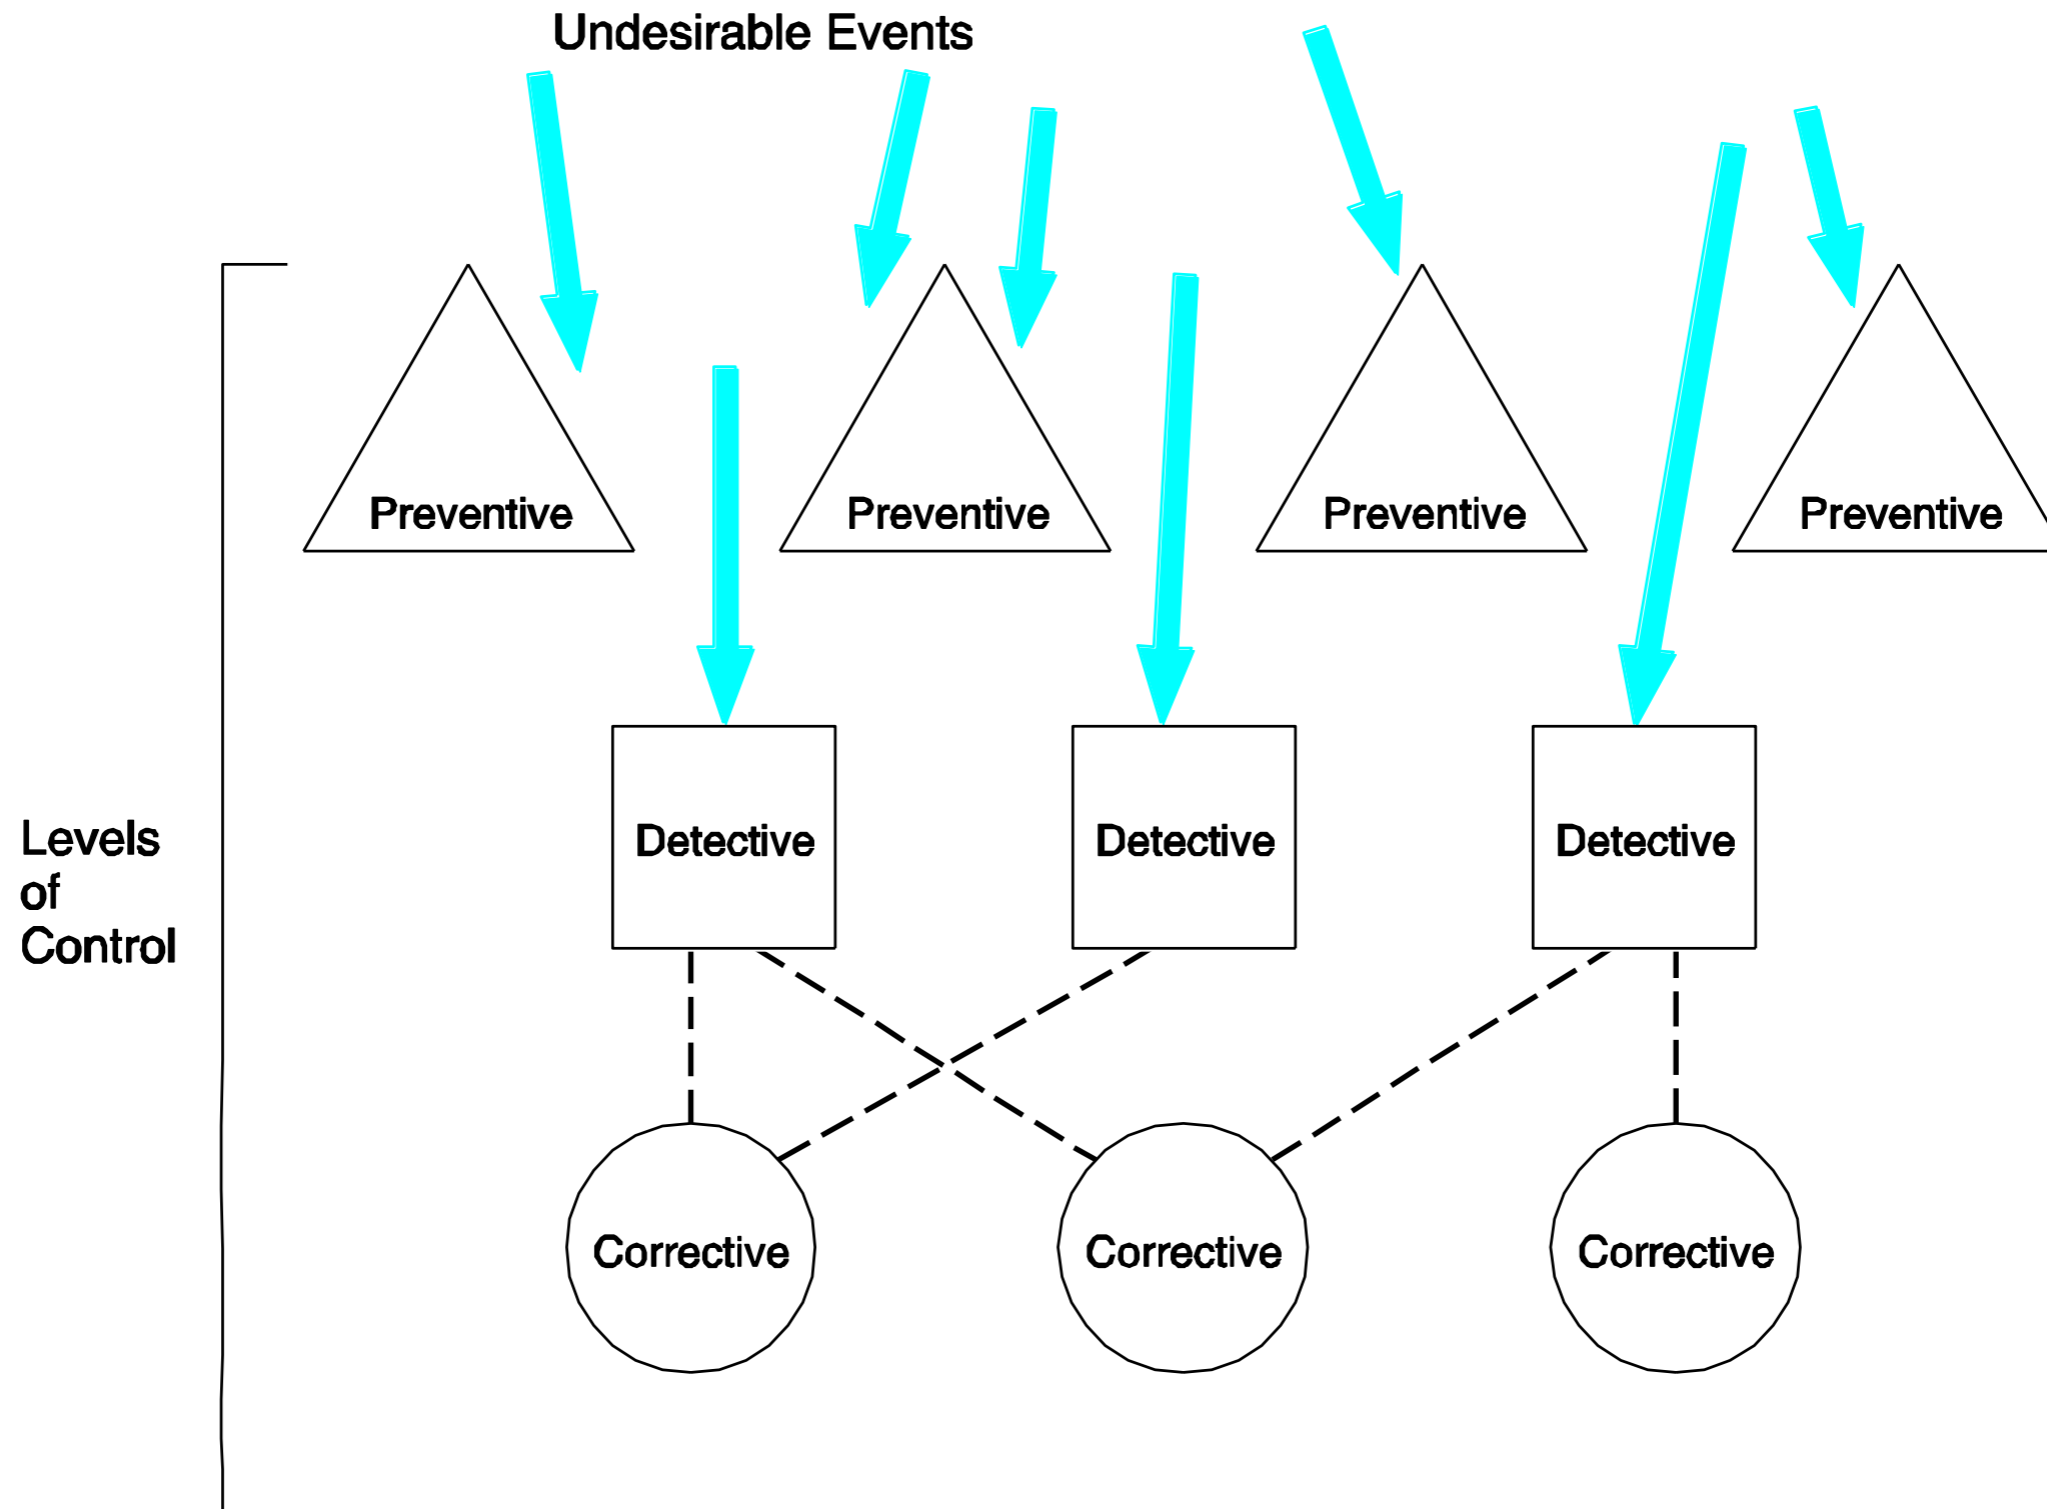 Undesirable Events
Preventive
Preventive
Preventive
Preventive
Levels
of
Control
Detective
Detective
Detective
Corrective
Corrective
Corrective